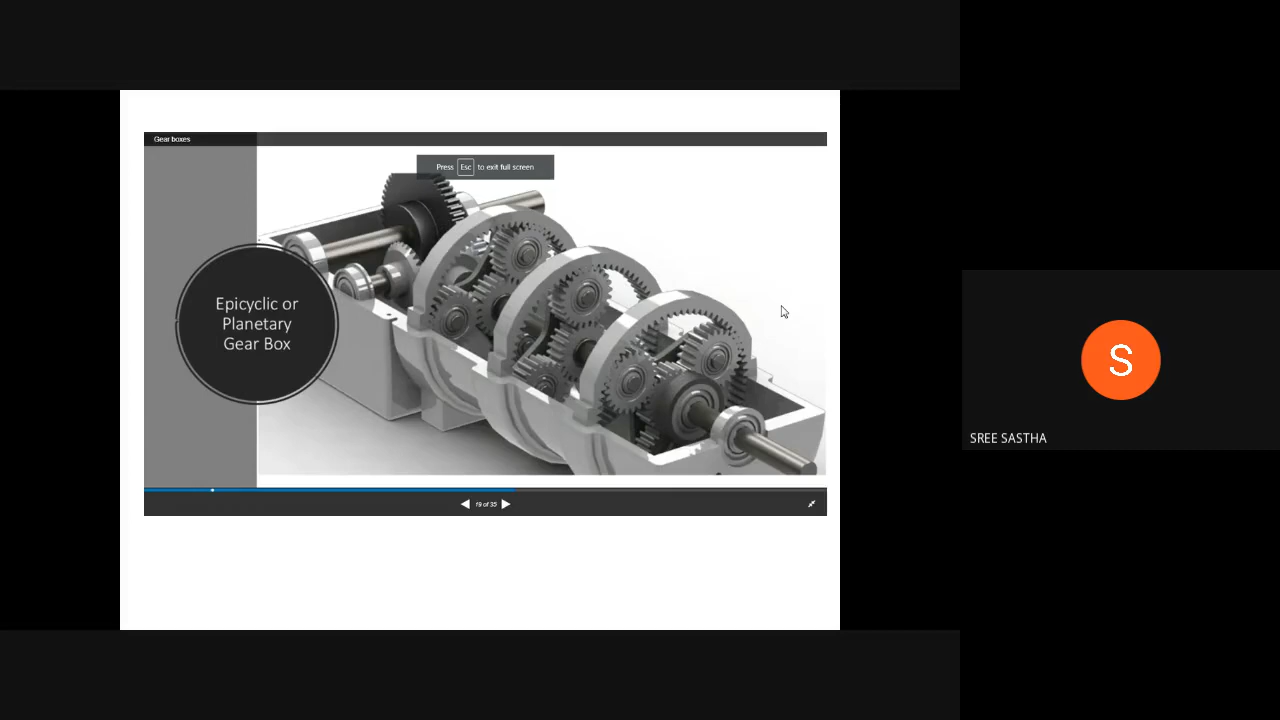 Gear boxes
Press Esc to exit full screen
Epicyclic or
Planetary
Gear Box
19 of 35
S
SREE SASTHA